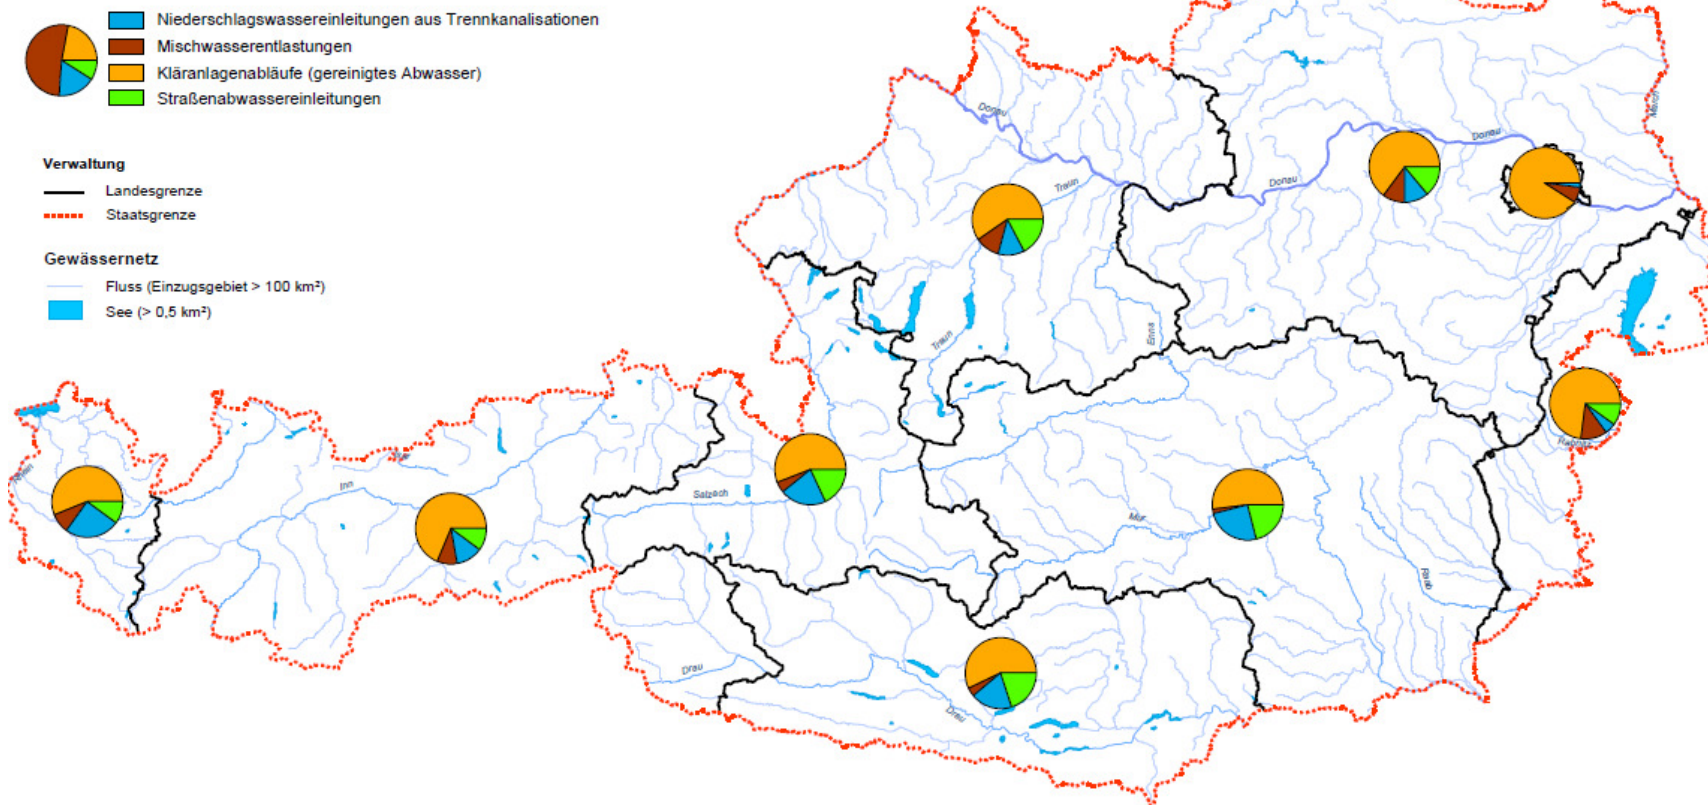 Niederschlagswassereinleitungen aus Trennkanalisationen
Mischwasserentlastungen
Kläranlagenabläufe (gereinigtes Abwasser)
Straßenabwassereinleitungen
Verwaltung
Landesgrenze
Staatsgrenze
Gewässernetz
Fluss (Einzugsgebiet > 100 km²)
See (> 0,5 km²)
Donau
March
Donau
Traun
Donau
Traun
Enns
Inn
Salzach
Mur
Raab
Drau
Drau